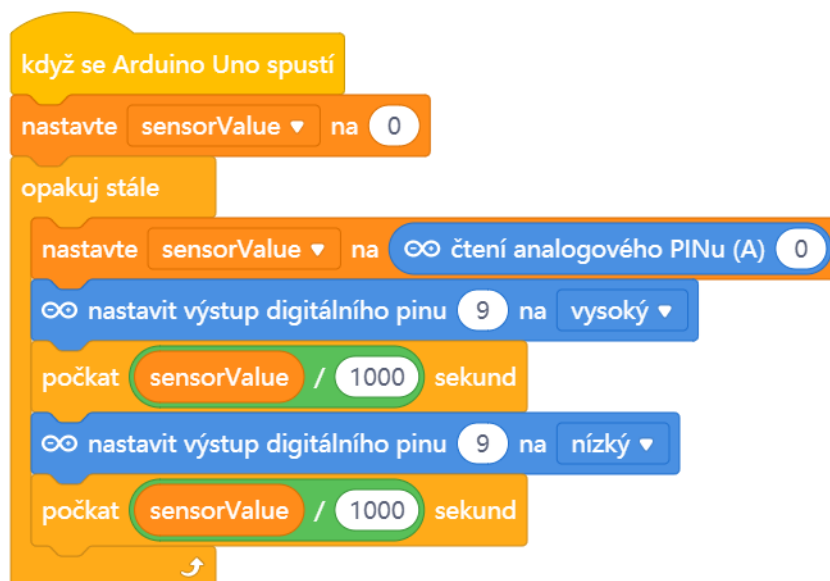 když se Arduino Uno spustí
nastavte sensorValue na 0
opakuj stále
nastavte sensorValue na čtení analogového PINu (A) 0
nastavit výstup digitálního pinu 9 na vysoký
počkat sensorValue / 1000 sekund
nastavit výstup digitálního pinu 9 na nízký
počkat sensorValue / 1000 sekund